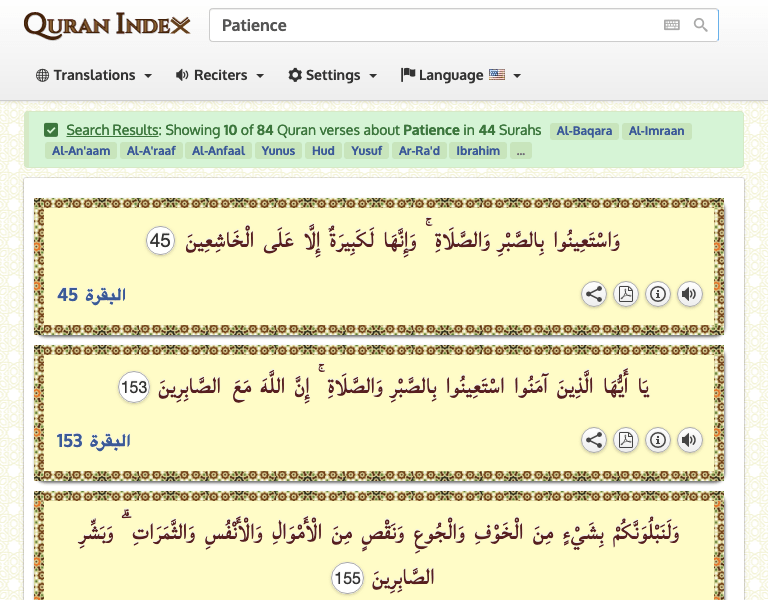 QURAN INDEX
Patience
Translations Reciters Settings Language
Search Results: Showing 10 of 84 Quran verses about Patience in 44 Surahs Al-Baqara Al-Imraan
Al-An'aam Al-A'raaf Al-Anfaal Yunus Hud Yusuf Ar-Ra'd Ibrahim ...
وَاسْتَعِينُوا بِالصَّبْرِ وَالصَّلَاةِ ۚ وَإِنَّهَا لَكَبِيرَةٌ إِلَّا عَلَى الْخَاشِعِينَ 45
البقرة 45
يَا أَيُّهَا الَّذِينَ آمَنُوا اسْتَعِينُوا بِالصَّبْرِ وَالصَّلَاةِ ۚ إِنَّ اللَّهَ مَعَ الصَّابِرِينَ 153
البقرة 153
وَلَنَبْلُوَنَّكُمْ بِشَيْءٍ مِنَ الْخَوْفِ وَالْجُوعِ وَنَقْصٍ مِنَ الْأَمْوَالِ وَالْأَنْفُسِ وَالثَّمَرَاتِ ۗ وَبَشِّرِ
الصَّابِرِينَ 155